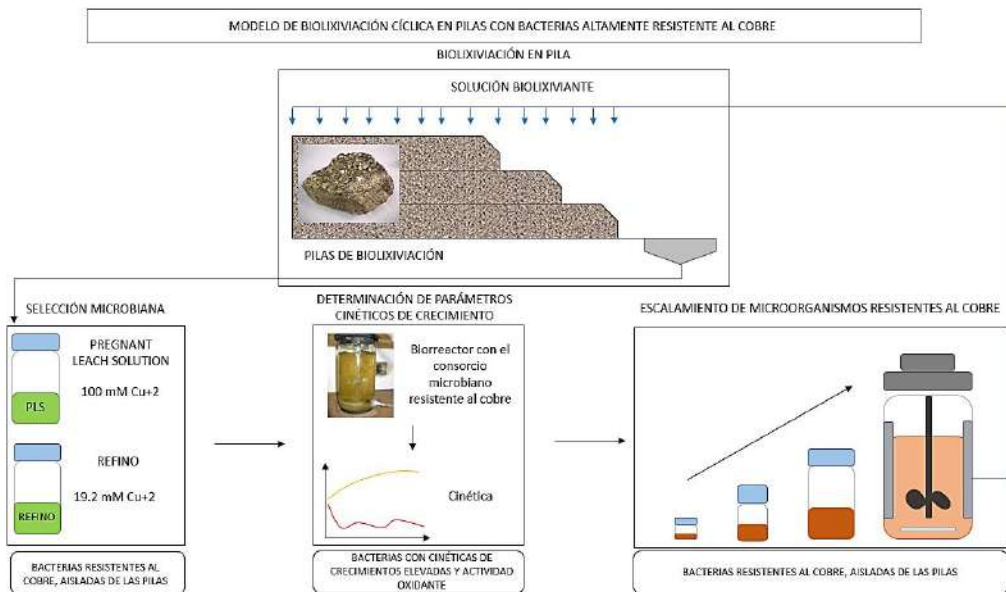 MODELO DE BIOLIXIVIACIÓN CÍCLICA EN PILAS CON BACTERIAS ALTAMENTE RESISTENTE AL COBRE
BIOLIXIVIACIÓN EN PILA
SOLUCIÓN BIOLIXIVIANTE
PILAS DE BIOLIXIVIACIÓN
SELECCIÓN MICROBIANA
PREGNANT
LEACH SOLUTION
100 mM Cu+2
PLS
REFINO
19.2 mM Cu+2
REFINO
BACTERIAS RESISTENTES AL
COBRE, AISLADAS DE LAS PILAS
DETERMINACIÓN DE PARÁMETROS
CINÉTICOS DE CRECIMIENTO
Biorreactor con el
consorcio
microbiano
resistente al cobre
Cinética
BACTERIAS CON CINÉTICAS DE
CRECIMIENTOS ELEVADAS Y ACTIVIDAD
OXIDANTE
ESCALAMIENTO DE MICROORGANISMOS RESISTENTES AL COBRE
BACTERIAS RESISTENTES AL COBRE, AISLADAS DE LAS PILAS